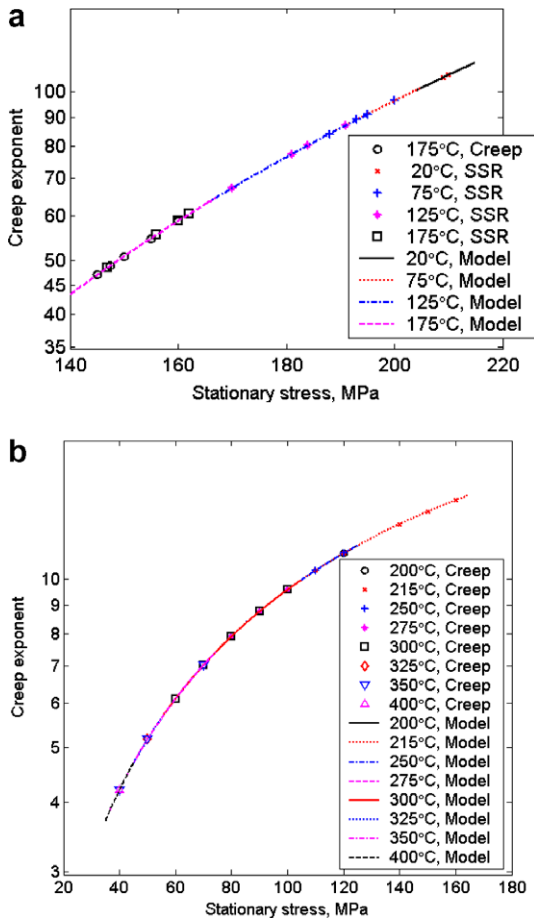 a
Creep exponent
100
90
80
70
60
50
45
40
35
140
160
180
200
220
Stationary stress, MPa
175°C, Creep
20°C, SSR
75°C, SSR
125°C, SSR
175°C, SSR
20°C, Model
75°C, Model
125°C, Model
175°C, Model
b
Creep exponent
10
9
8
7
6
5
4
3
20
40
60
80
100
120
140
160
180
Stationary stress, MPa
200°C, Creep
215°C, Creep
250°C, Creep
275°C, Creep
300°C, Creep
325°C, Creep
350°C, Creep
400°C, Creep
200°C, Model
215°C, Model
250°C, Model
275°C, Model
300°C, Model
325°C, Model
350°C, Model
400°C, Model